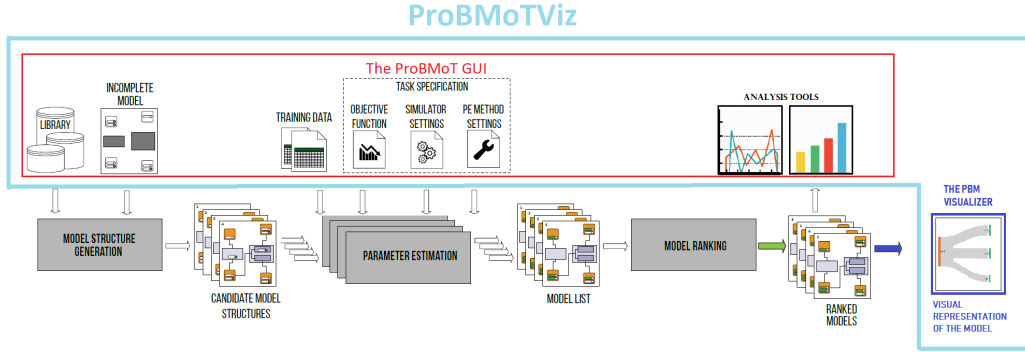 ProBMoTViz
The ProBMoT GUI
TASK SPECIFICATION
INCOMPLETE
MODEL
LIBRARY
TRAINING DATA
OBJECTIVE
FUNCTION
SIMULATOR
SETTINGS
PE METHOD
SETTINGS
ANALYSIS TOOLS
THE PBM
VISUALIZER
MODEL STRUCTURE
GENERATION
CANDIDATE MODEL
STRUCTURES
PARAMETER ESTIMATION
MODEL LIST
MODEL RANKING
RANKED
MODELS
VISUAL
REPRESENTATION
OF THE MODEL